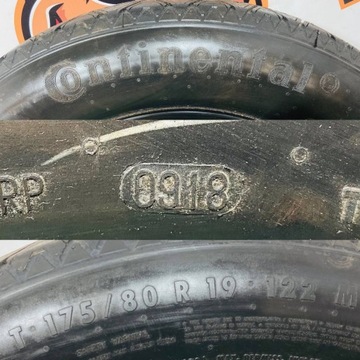 Continental
RP 0918 T
T 175/80 R 19 122 M